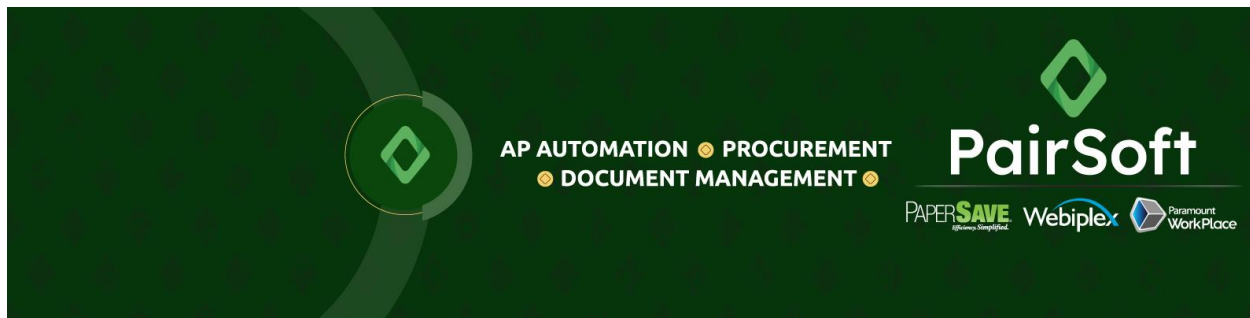 AP AUTOMATION PROCUREMENT
DOCUMENT MANAGEMENT
PairSoft
PAPERSAVE. Efficiency. Simplified.
Webiplex
Paramount
WorkPlace